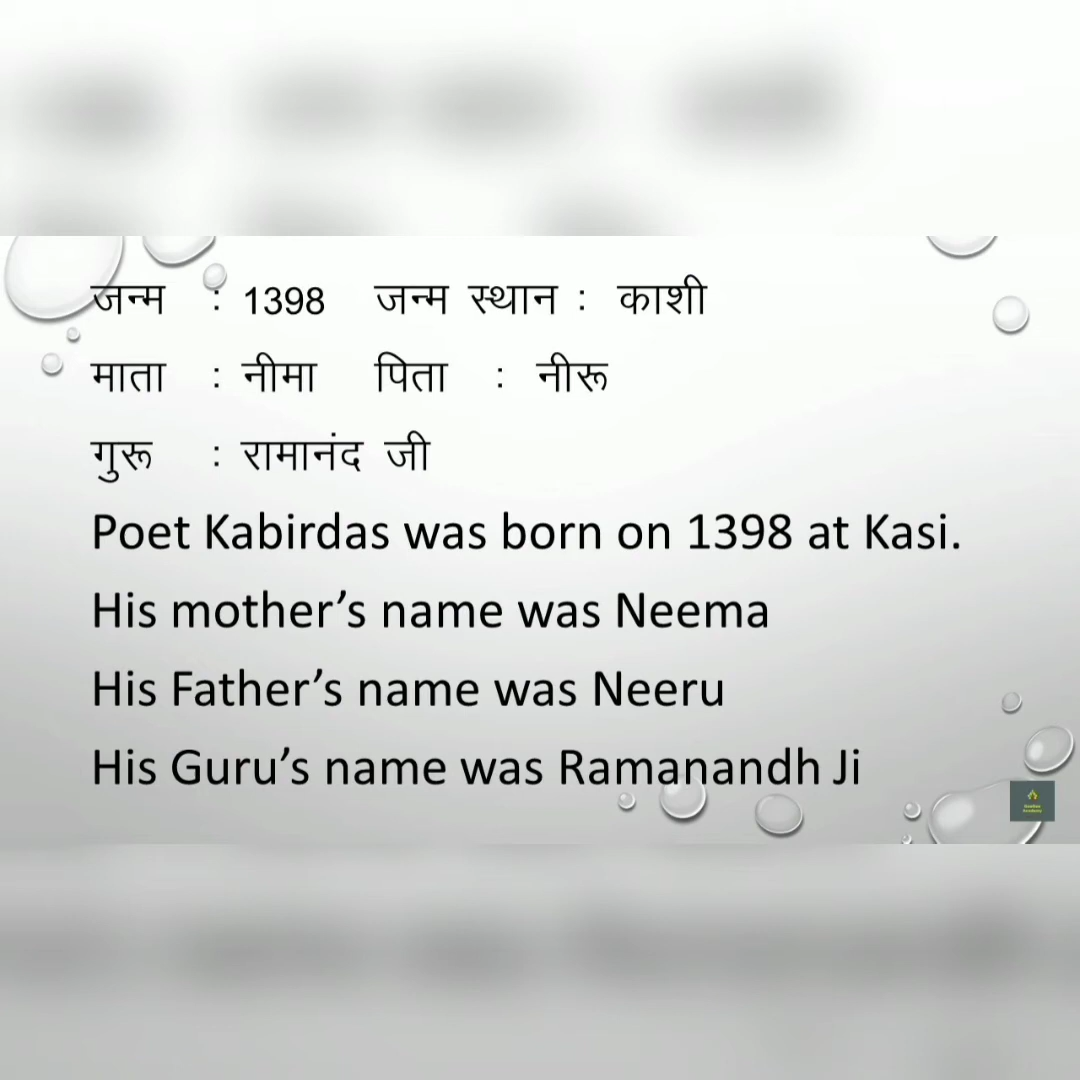 जन्म : 1398 जन्म स्थान : काशी
माता : नीमा पिता : नीरू
गुरू : रामानंद जी
Poet Kabirdas was born on 1398 at Kasi.
His mother’s name was Neema
His Father’s name was Neeru
His Guru’s name was Ramanandh Ji